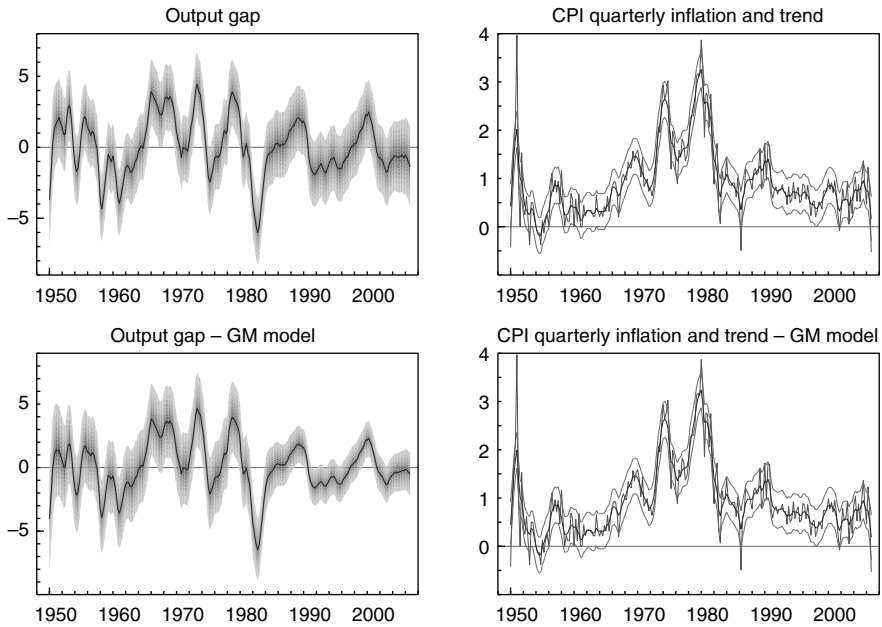 Output gap
5
0
–5
1950 1960 1970 1980 1990 2000
CPI quarterly inflation and trend
4
3
2
1
0
1950 1960 1970 1980 1990 2000
Output gap – GM model
5
0
–5
1950 1960 1970 1980 1990 2000
CPI quarterly inflation and trend – GM model
4
3
2
1
0
1950 1960 1970 1980 1990 2000